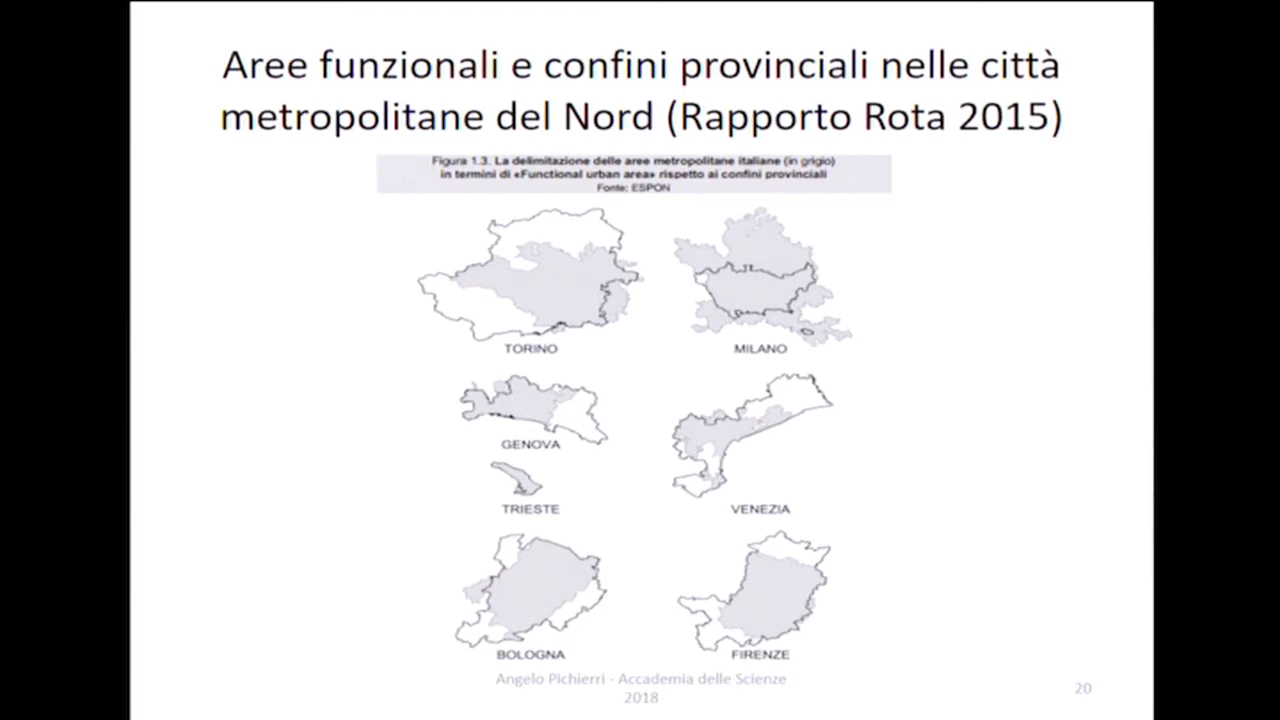 Aree funzionali e confini provinciali nelle città
metropolitane del Nord (Rapporto Rota 2015)
Figura 1.3. La delimitazione delle aree metropolitane italiane (in grigio)
in termini di «Functional urban area» rispetto ai confini provinciali
Fonte: ESPON
TORINO
MILANO
GENOVA
TRIESTE
VENEZIA
BOLOGNA
FIRENZE
Angelo Pichierri - Accademia delle Scienze
2018
20